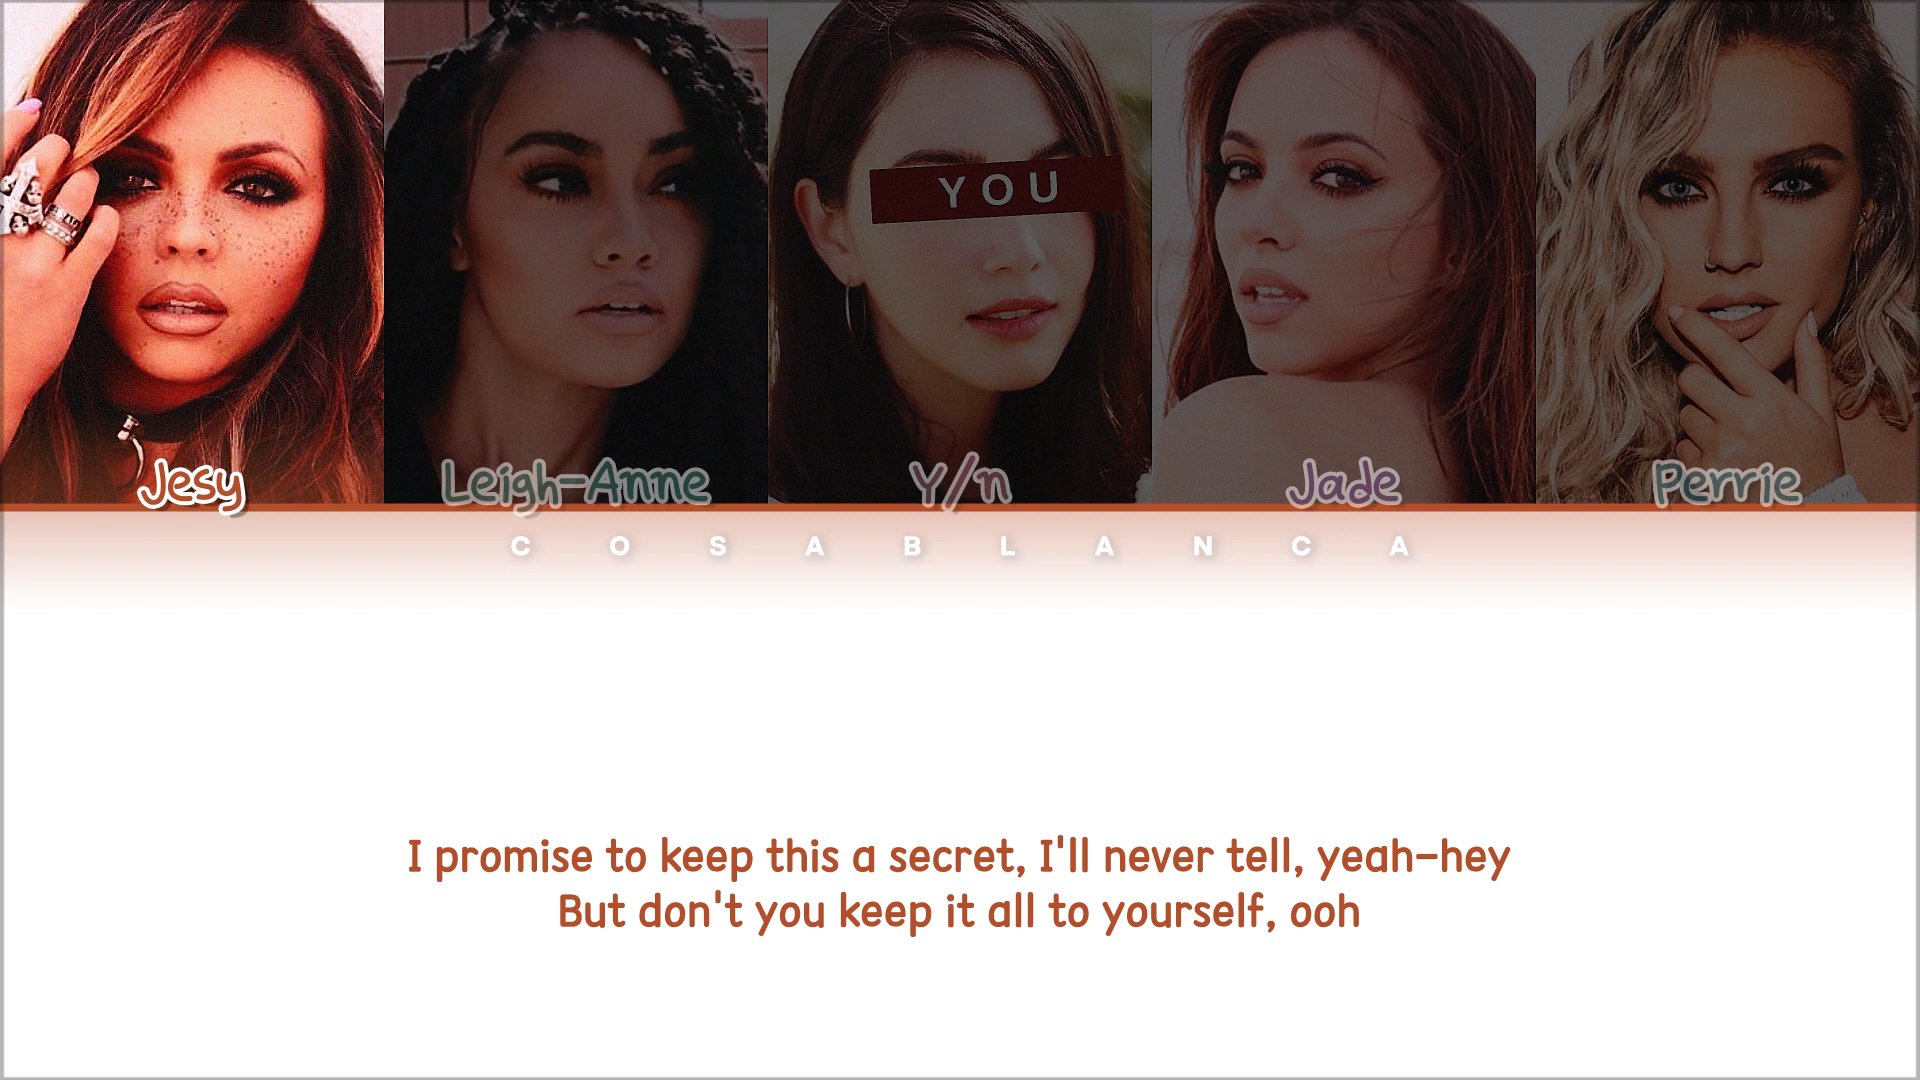 YOU
Jesy
Leigh-Anne
Y/n
Jade
Perrie
COSABLANCA
I promise to keep this a secret, I'll never tell, yeah-hey
But don't you keep it all to yourself, ooh